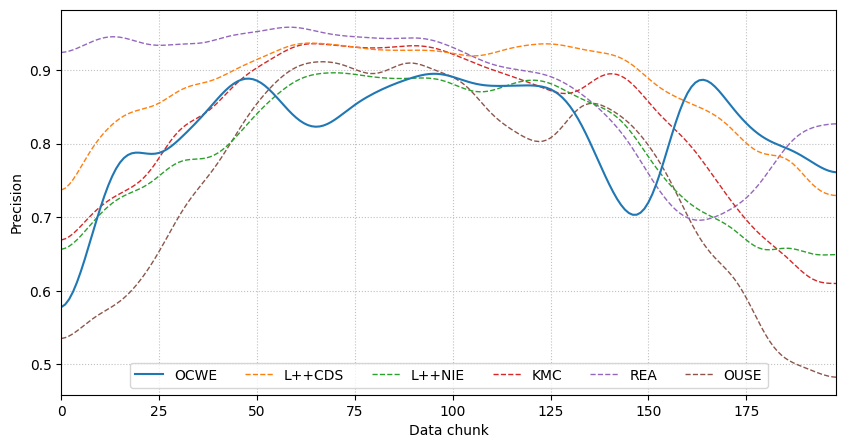 Precision
0.9
0.8
0.7
0.6
0.5
OCWE L++CDS L++NIE KMC REA OUSE
0 25 50 75 100 125 150 175
Data chunk